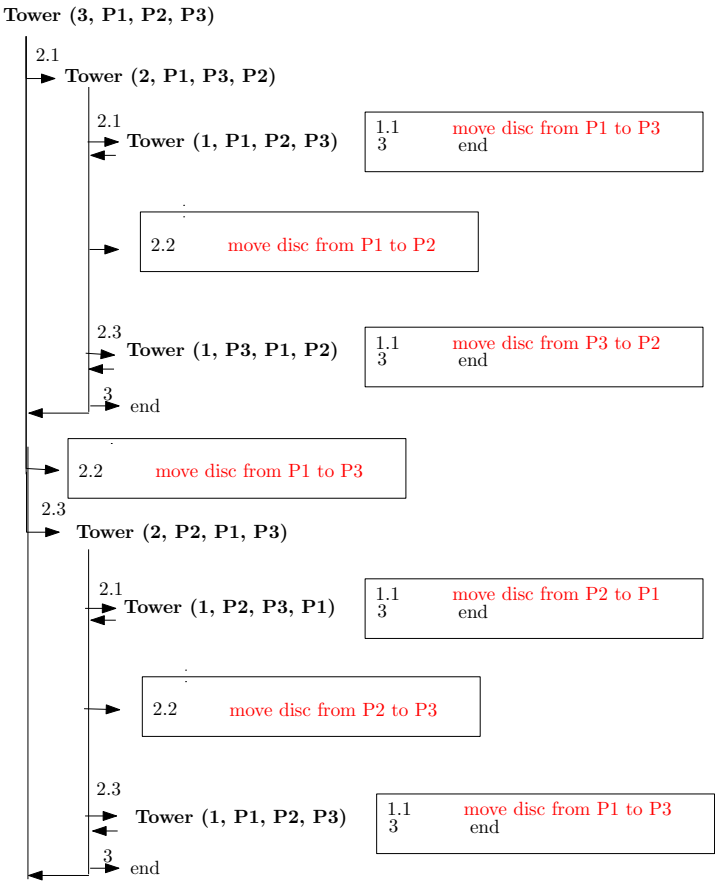 Tower (3, P1, P2, P3)
2.1
Tower (2, P1, P3, P2)
2.1
Tower (1, P1, P2, P3)
1.1 move disc from P1 to P3
3 end
2.2 move disc from P1 to P2
2.3
Tower (1, P3, P1, P2)
1.1 move disc from P3 to P2
3 end
3 end
2.2 move disc from P1 to P3
2.3
Tower (2, P2, P1, P3)
2.1
Tower (1, P2, P3, P1)
1.1 move disc from P2 to P1
3 end
2.2 move disc from P2 to P3
2.3
Tower (1, P1, P2, P3)
1.1 move disc from P1 to P3
3 end
3 end